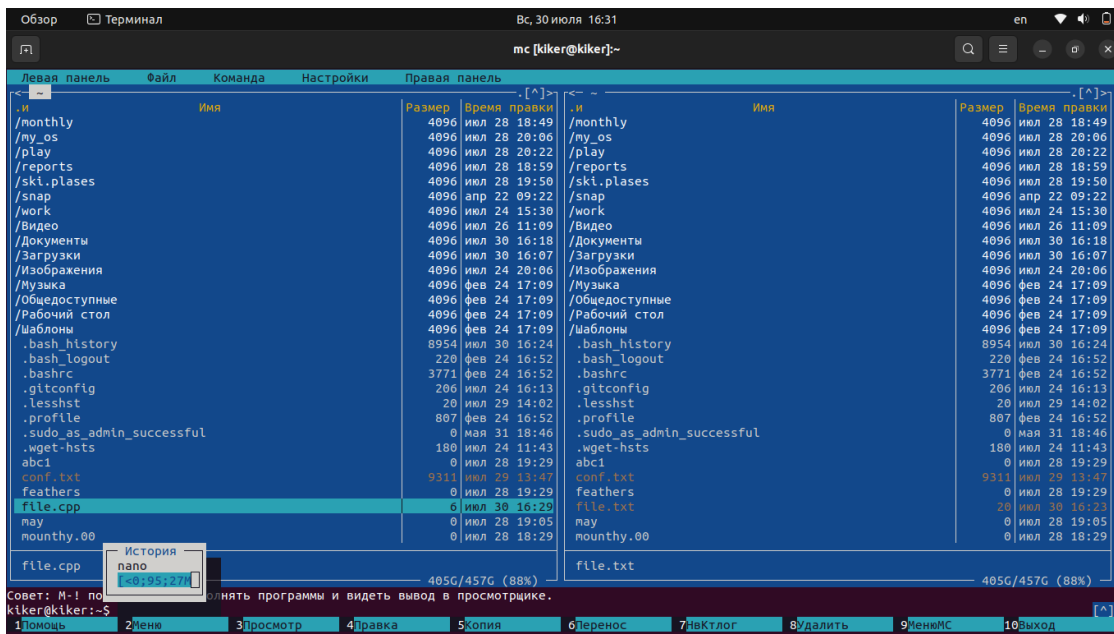 Обзор Терминал Вс, 30 июля 16:31 en
mc [kiker@kiker]:~
Левая панель Файл Команда Настройки Правая панель
<— ~ .[^]> <— ~ .[^]>
.и Имя Размер Время правки .и Имя Размер Время правки
/monthly 4096 июл 28 18:49 /monthly 4096 июл 28 18:49
/my_os 4096 июл 28 20:06 /my_os 4096 июл 28 20:06
/play 4096 июл 28 20:22 /play 4096 июл 28 20:22
/reports 4096 июл 28 18:59 /reports 4096 июл 28 18:59
/ski.plases 4096 июл 28 19:50 /ski.plases 4096 июл 28 19:50
/snap 4096 апр 22 09:22 /snap 4096 апр 22 09:22
/work 4096 июл 24 15:30 /work 4096 июл 24 15:30
/Видео 4096 июл 26 11:09 /Видео 4096 июл 26 11:09
/Документы 4096 июл 30 16:18 /Документы 4096 июл 30 16:18
/Загрузки 4096 июл 30 16:07 /Загрузки 4096 июл 30 16:07
/Изображения 4096 июл 24 20:06 /Изображения 4096 июл 24 20:06
/Музыка 4096 фев 24 17:09 /Музыка 4096 фев 24 17:09
/Общедоступные 4096 фев 24 17:09 /Общедоступные 4096 фев 24 17:09
/Рабочий стол 4096 фев 24 17:09 /Рабочий стол 4096 фев 24 17:09
/Шаблоны 4096 фев 24 17:09 /Шаблоны 4096 фев 24 17:09
.bash_history 8954 июл 30 16:24 .bash_history 8954 июл 30 16:24
.bash_logout 220 фев 24 16:52 .bash_logout 220 фев 24 16:52
.bashrc 3771 фев 24 16:52 .bashrc 3771 фев 24 16:52
.gitconfig 206 июл 24 16:13 .gitconfig 206 июл 24 16:13
.lesshst 20 июл 29 14:02 .lesshst 20 июл 29 14:02
.profile 807 фев 24 16:52 .profile 807 фев 24 16:52
.sudo_as_admin_successful 0 мая 31 18:46 .sudo_as_admin_successful 0 мая 31 18:46
.wget-hsts 180 июл 24 11:43 .wget-hsts 180 июл 24 11:43
abc1 0 июл 28 19:29 abc1 0 июл 28 19:29
conf.txt 9311 июл 29 13:47 conf.txt 9311 июл 29 13:47
feathers 0 июл 28 19:29 feathers 0 июл 28 19:29
file.cpp 6 июл 30 16:29 file.txt 20 июл 30 16:23
may 0 июл 28 19:05 may 0 июл 28 19:05
mounthy.00 0 июл 28 18:29 mounthy.00 0 июл 28 18:29
История
file.cpp nano file.txt
[<0;95;27M 405G/457G (88%) 405G/457G (88%)
Совет: M-! по лнять программы и видеть вывод в просмотрщике.
kiker@kiker:~$ [^]
1Помощь 2Меню 3Просмотр 4Правка 5Копия 6Перенос 7НвКтлог 8Удалить 9МенюМС 10Выход